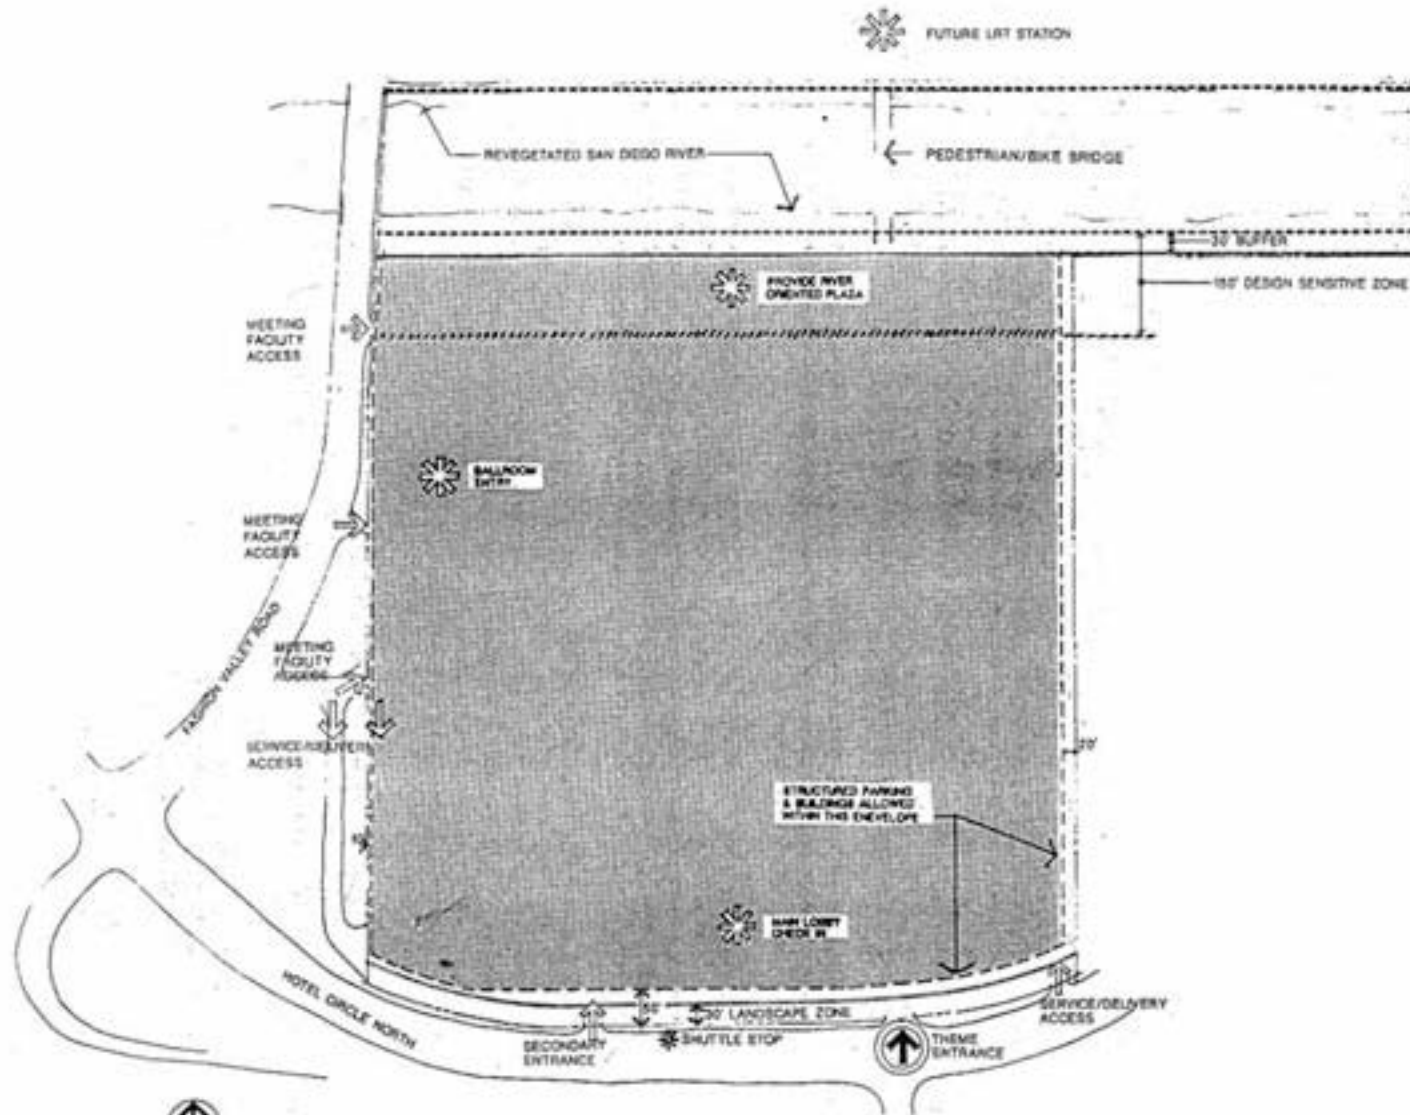 FUTURE LRT STATION
REVEGETATED SAN DIEGO RIVER
PEDESTRIAN/BIKE BRIDGE
30' BUFFER
PROVIDE RIVER
ORIENTED PLAZA
150' DESIGN SENSITIVE ZONE
MEETING
FACILITY
ACCESS
BALLROOM
ENTRY
MEETING
FACILITY
ACCESS
FASHION VALLEY ROAD
MEETING
FACILITY
ACCESS
SERVICE/DELIVERY
ACCESS
20'
STRUCTURED PARKING
& BUILDINGS ALLOWED
WITHIN THIS ENEVELOPE
MAIN LOBBY
CHECK IN
HOTEL CIRCLE NORTH
30' LANDSCAPE ZONE
SERVICE/DELIVERY
ACCESS
SECONDARY
ENTRANCE
SHUTTLE STOP
THEME
ENTRANCE